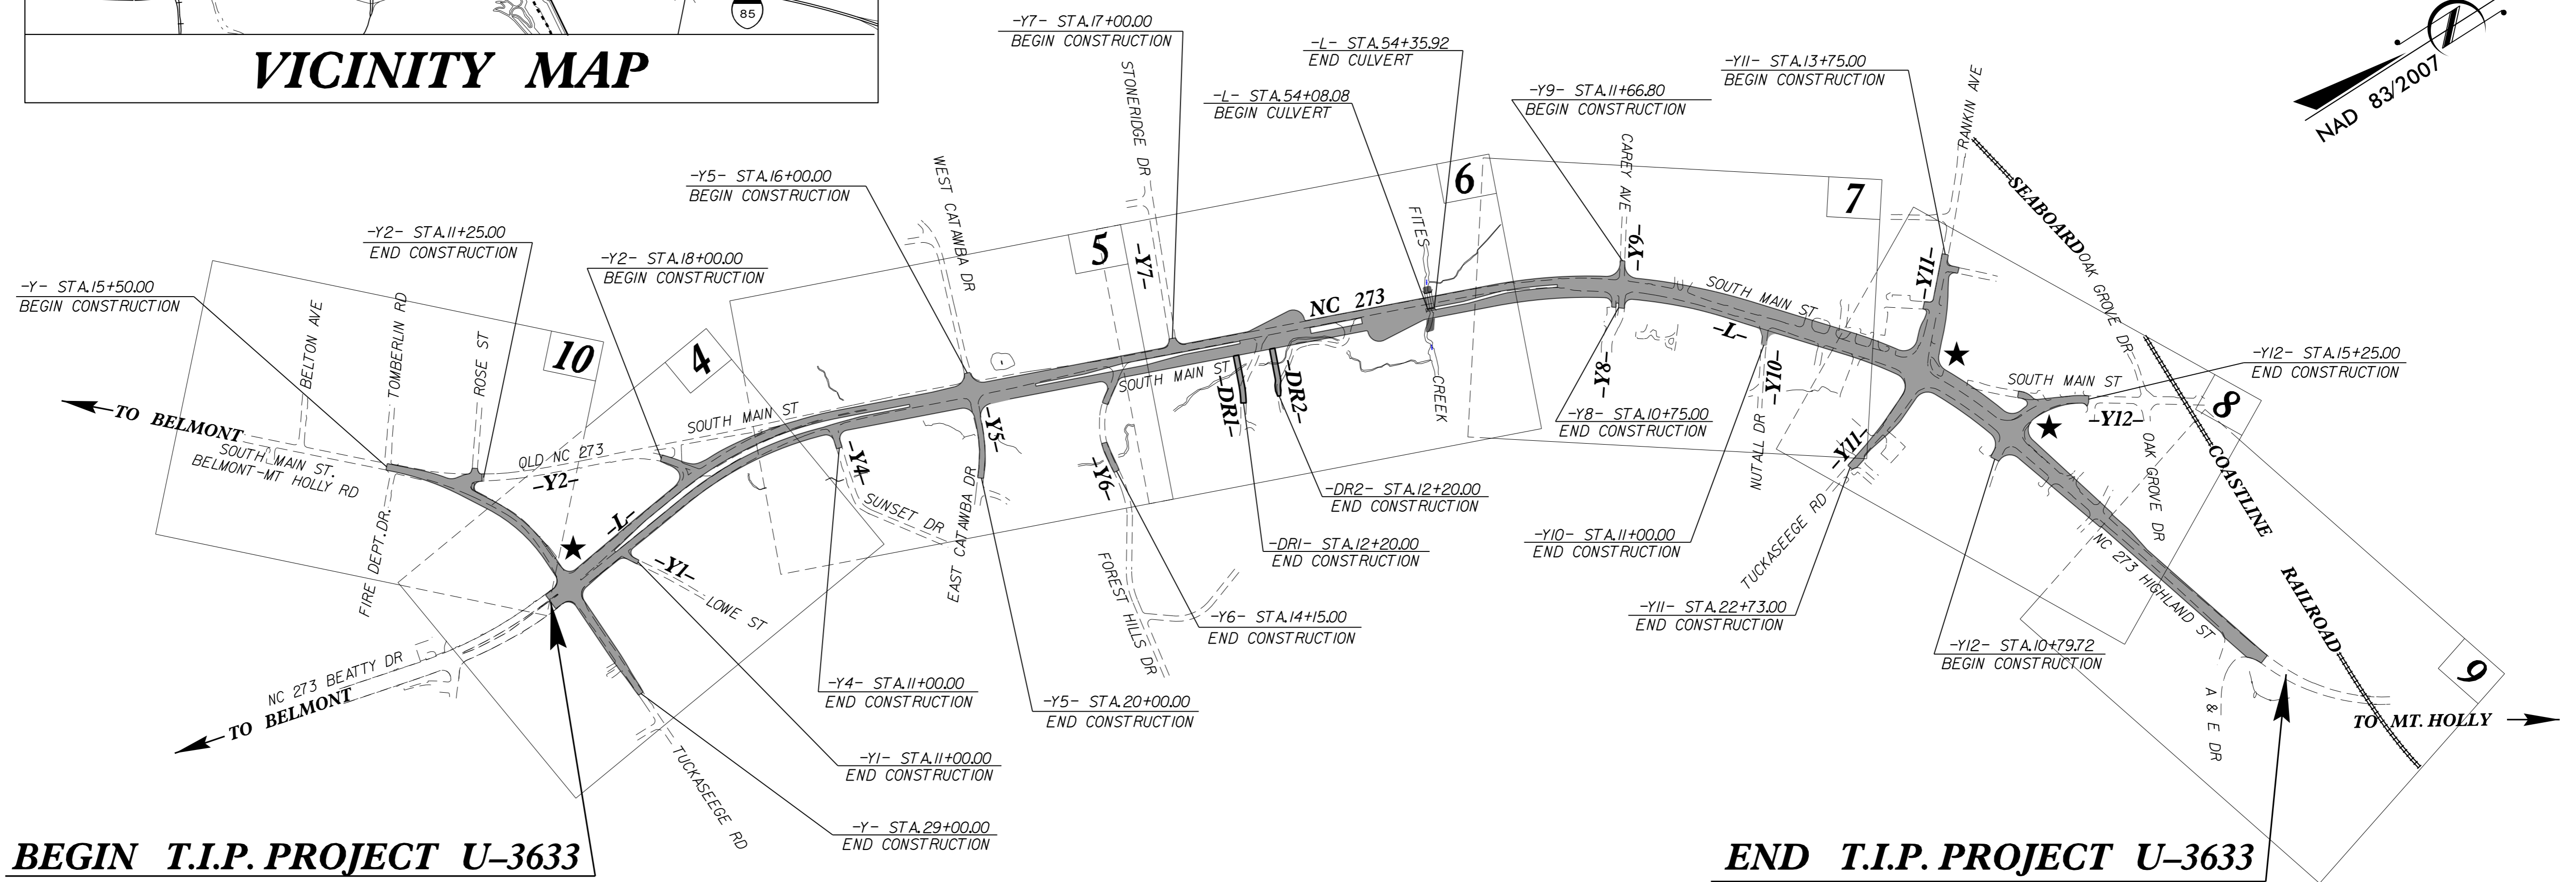 85
VICINITY MAP
NAD 83/2007
-Y7- STA.17+00.00
BEGIN CONSTRUCTION
-L- STA.54+35.92
END CULVERT
-L- STA.54+08.08
BEGIN CULVERT
-Y9- STA.11+66.80
BEGIN CONSTRUCTION
-Y11- STA.13+75.00
BEGIN CONSTRUCTION
-Y5- STA.16+00.00
BEGIN CONSTRUCTION
-Y2- STA.11+25.00
END CONSTRUCTION
-Y2- STA.18+00.00
BEGIN CONSTRUCTION
-Y- STA.15+50.00
BEGIN CONSTRUCTION
STONERIDGE DR
WEST CATAWBA DR
CAREY AVE
RANKIN AVE
SEABOARD
OAK GROVE DR
FITES
CREEK
-Y7-
-Y9-
-Y11-
10
4
5
6
7
8
9
BELTON AVE
TOMBERLIN RD
ROSE ST
TO BELMONT
SOUTH MAIN ST.
BELMONT-MT HOLLY RD
OLD NC 273
-Y2-
FIRE DEPT.DR.
SOUTH MAIN ST
-L-
-Y1-
LOWE ST
-Y4-
SUNSET DR
-Y5-
EAST CATAWBA DR
SOUTH MAIN ST
-Y6-
FOREST HILLS DR
-DR1-
-DR2-
NC 273
SOUTH MAIN ST
-L-
-Y8-
-Y10-
NUTALL DR
-Y11-
TUCKASEEGE RD
SOUTH MAIN ST
-Y12-
OAK GROVE DR
COASTLINE
RAILROAD
NC 273 HIGHLAND ST
A & E DR
-Y12- STA.15+25.00
END CONSTRUCTION
-Y8- STA.10+75.00
END CONSTRUCTION
-DR2- STA.12+20.00
END CONSTRUCTION
-DR1- STA.12+20.00
END CONSTRUCTION
-Y10- STA.11+00.00
END CONSTRUCTION
-Y6- STA.14+15.00
END CONSTRUCTION
-Y11- STA.22+73.00
END CONSTRUCTION
-Y12- STA.10+79.72
BEGIN CONSTRUCTION
-Y4- STA.11+00.00
END CONSTRUCTION
-Y5- STA.20+00.00
END CONSTRUCTION
-Y1- STA.11+00.00
END CONSTRUCTION
-Y- STA.29+00.00
END CONSTRUCTION
NC 273 BEATTY DR
TO BELMONT
TUCKASEEGE RD
TO MT. HOLLY
BEGIN T.I.P. PROJECT U-3633
END T.I.P. PROJECT U-3633